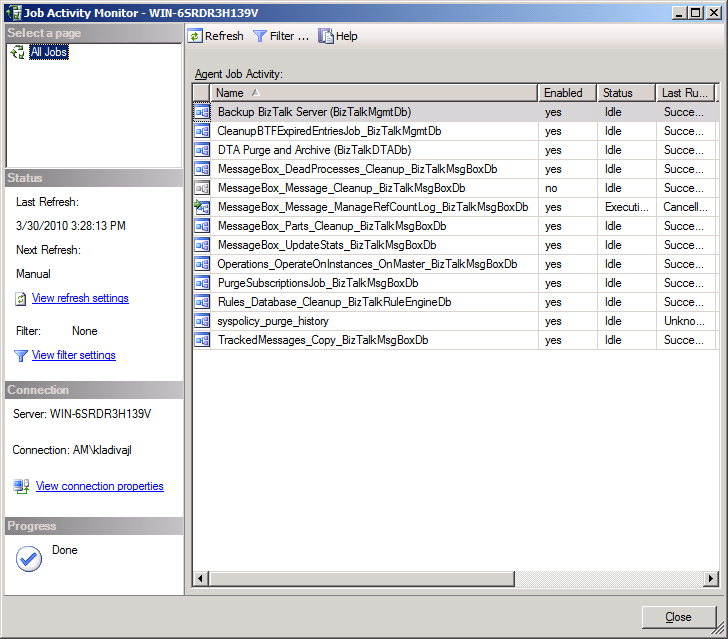 Job Activity Monitor - WIN-6SRDR3H139V
Select a page
All Jobs
Status
Last Refresh:
3/30/2010 3:28:13 PM
Next Refresh:
Manual
View refresh settings
Filter: None
View filter settings
Connection
Server: WIN-6SRDR3H139V
Connection: AM\kladivajl
View connection properties
Progress
Done
Refresh Filter ... Help
Agent Job Activity:
Name Enabled Status Last Ru...
Backup BizTalk Server (BizTalkMgmtDb) yes Idle Succe...
CleanupBTFExpiredEntriesJob_BizTalkMgmtDb yes Idle Succe...
DTA Purge and Archive (BizTalkDTADb) yes Idle Succe...
MessageBox_DeadProcesses_Cleanup_BizTalkMsgBoxDb yes Idle Succe...
MessageBox_Message_Cleanup_BizTalkMsgBoxDb no Idle Succe...
MessageBox_Message_ManageRefCountLog_BizTalkMsgBoxDb yes Executi... Cancell...
MessageBox_Parts_Cleanup_BizTalkMsgBoxDb yes Idle Succe...
MessageBox_UpdateStats_BizTalkMsgBoxDb yes Idle Succe...
Operations_OperateOnInstances_OnMaster_BizTalkMsgBoxDb yes Idle Succe...
PurgeSubscriptionsJob_BizTalkMsgBoxDb yes Idle Succe...
Rules_Database_Cleanup_BizTalkRuleEngineDb yes Idle Succe...
syspolicy_purge_history yes Idle Unkno...
TrackedMessages_Copy_BizTalkMsgBoxDb yes Idle Succe...
Close